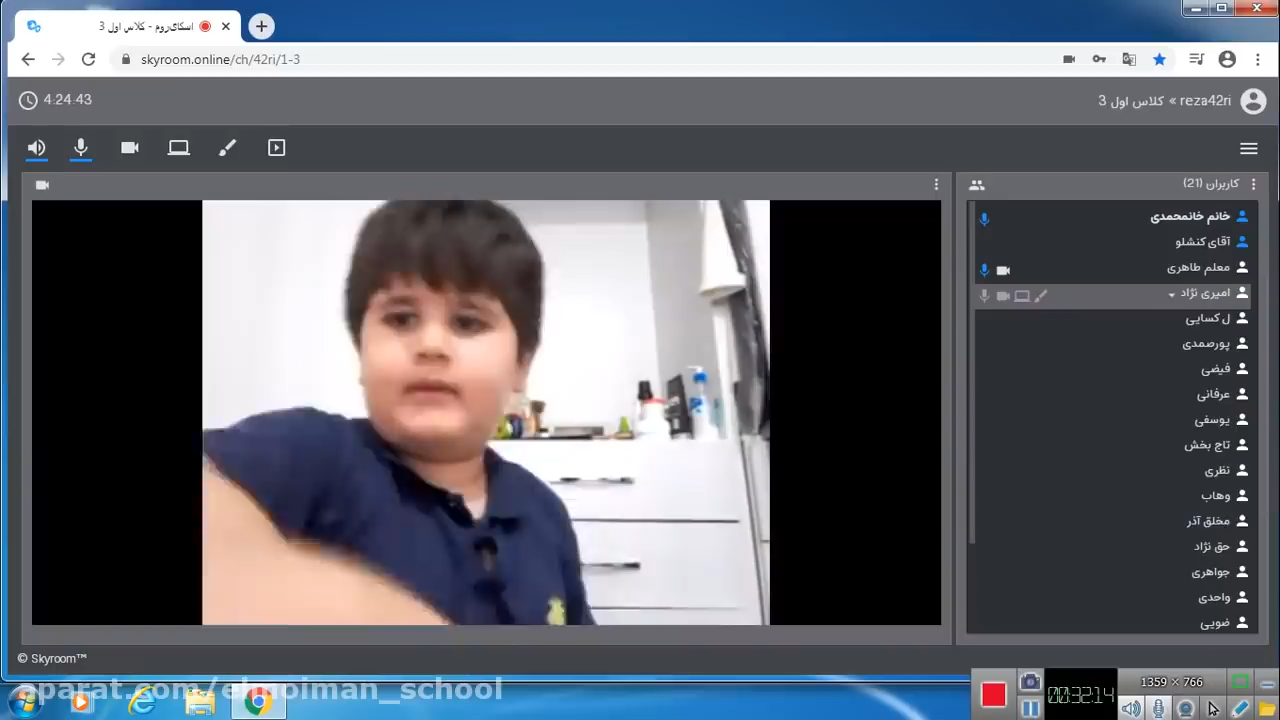 اسکای‌روم - کلاس اول 3
skyroom.online/ch/42ri/1-3
4:24:43
reza42ri » کلاس اول 3
کاربران (21)
خانم خانمحمدی
آقای کنشلو
معلم طاهری
امیری نژاد
ل کسایی
پورصمدی
فیضی
عرفانی
یوسفی
تاج بخش
نظری
وهاب
مخلق آذر
حق نژاد
جواهری
واحدی
ضویی
© Skyroom™
1359 × 766
00:32:14